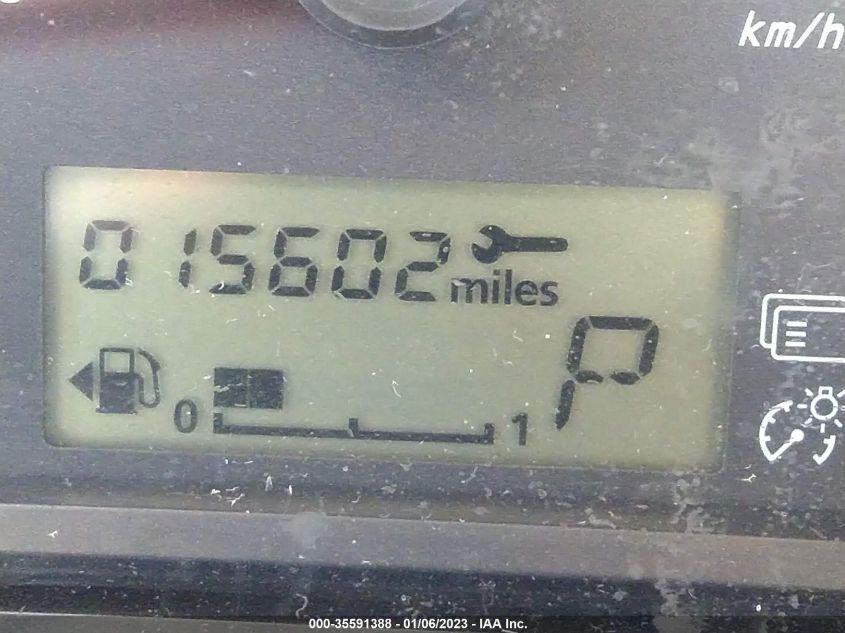 km/h
015602 miles
0 1 P
000-35591388 - 01/06/2023 - IAA Inc.